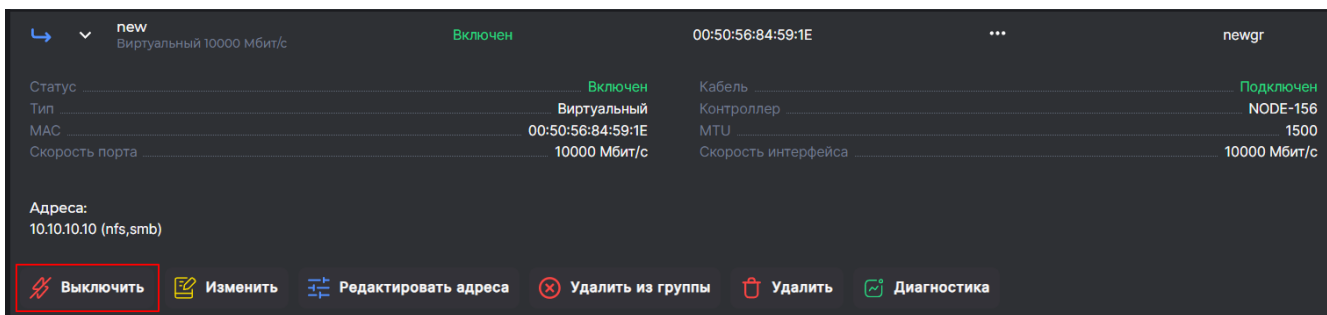 new
Виртуальный 10000 Мбит/с
Включен
00:50:56:84:59:1E
•••
newgr
Статус Включен
Кабель Подключен
Тип Виртуальный
Контроллер NODE-156
MAC 00:50:56:84:59:1E
MTU 1500
Скорость порта 10000 Мбит/с
Скорость интерфейса 10000 Мбит/с
Адреса:
10.10.10.10 (nfs,smb)
Выключить Изменить Редактировать адреса Удалить из группы Удалить Диагностика